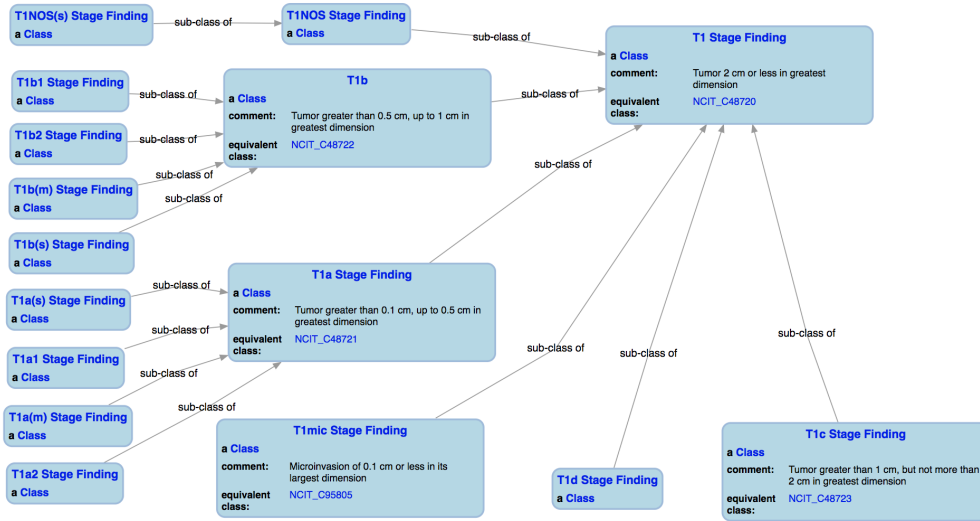 T1NOS(s) Stage Finding
a Class
sub-class of
T1NOS Stage Finding
a Class
sub-class of
T1 Stage Finding
a Class
comment: Tumor 2 cm or less in greatest
dimension
equivalent NCIT_C48720
class:
T1b1 Stage Finding
a Class
sub-class of
T1b2 Stage Finding
a Class
sub-class of
T1b(m) Stage Finding
a Class
sub-class of
T1b(s) Stage Finding
a Class
sub-class of
T1b
a Class
comment: Tumor greater than 0.5 cm, up to 1 cm in
greatest dimension
equivalent NCIT_C48722
class:
sub-class of
T1a(s) Stage Finding
a Class
sub-class of
T1a1 Stage Finding
a Class
sub-class of
T1a(m) Stage Finding
a Class
sub-class of
T1a2 Stage Finding
a Class
sub-class of
T1a Stage Finding
a Class
comment: Tumor greater than 0.1 cm, up to 0.5 cm in
greatest dimension
equivalent NCIT_C48721
class:
sub-class of
T1mic Stage Finding
a Class
comment: Microinvasion of 0.1 cm or less in its
largest dimension
equivalent NCIT_C95805
class:
sub-class of
T1d Stage Finding
a Class
sub-class of
T1c Stage Finding
a Class
comment: Tumor greater than 1 cm, but not more than
2 cm in greatest dimension
equivalent NCIT_C48723
class:
sub-class of